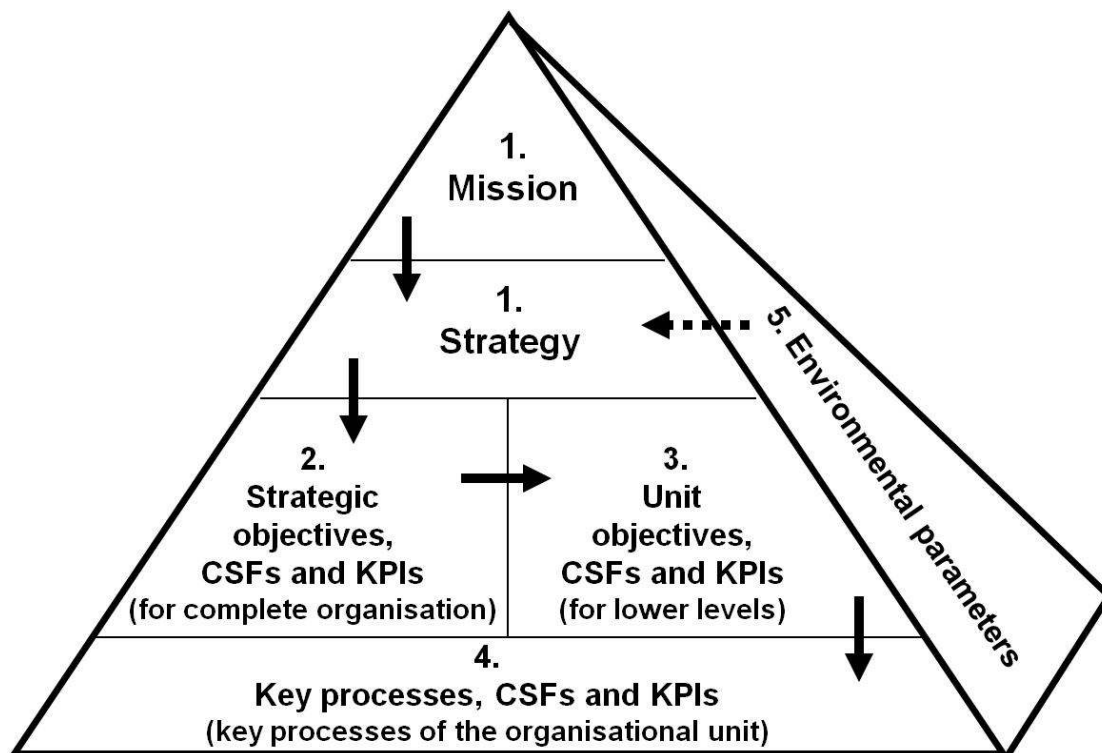 1.
Mission
1.
Strategy
2.
Strategic
objectives,
CSFs and KPIs
(for complete organisation)
3.
Unit
objectives,
CSFs and KPIs
(for lower levels)
4.
Key processes, CSFs and KPIs
(key processes of the organisational unit)
5. Environmental parameters